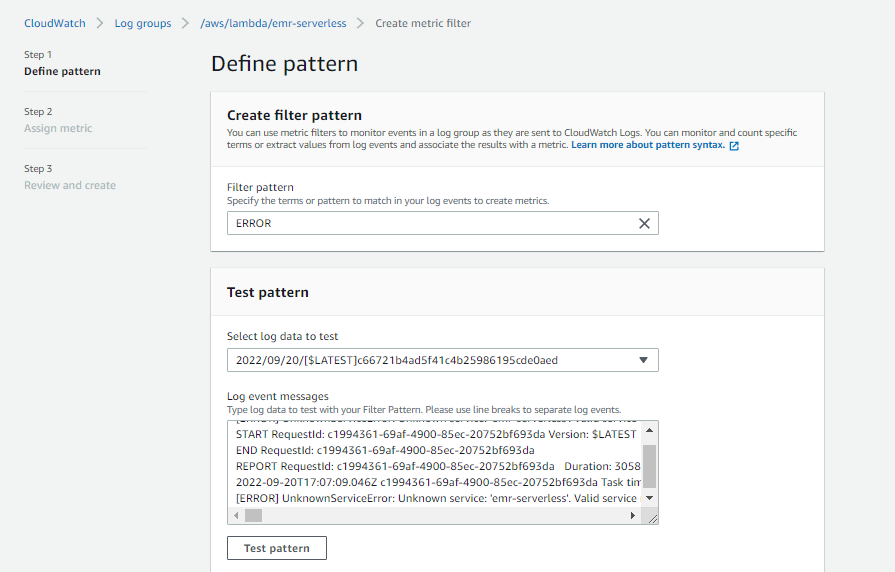 CloudWatch > Log groups > /aws/lambda/emr-serverless > Create metric filter
Step 1
Define pattern
Step 2
Assign metric
Step 3
Review and create
Define pattern
Create filter pattern
You can use metric filters to monitor events in a log group as they are sent to CloudWatch Logs. You can monitor and count specific
terms or extract values from log events and associate the results with a metric. Learn more about pattern syntax.
Filter pattern
Specify the terms or pattern to match in your log events to create metrics.
ERROR
Test pattern
Select log data to test
2022/09/20/[$LATEST]c66721b4ad5f41c4b25986195cde0aed
Log event messages
Type log data to test with your Filter Pattern. Please use line breaks to separate log events.
START RequestId: c1994361-69af-4900-85ec-20752bf693da Version: $LATEST
END RequestId: c1994361-69af-4900-85ec-20752bf693da
REPORT RequestId: c1994361-69af-4900-85ec-20752bf693da Duration: 3058
2022-09-20T17:07:09.046Z c1994361-69af-4900-85ec-20752bf693da Task tim
[ERROR] UnknownServiceError: Unknown service: 'emr-serverless'. Valid service
Test pattern